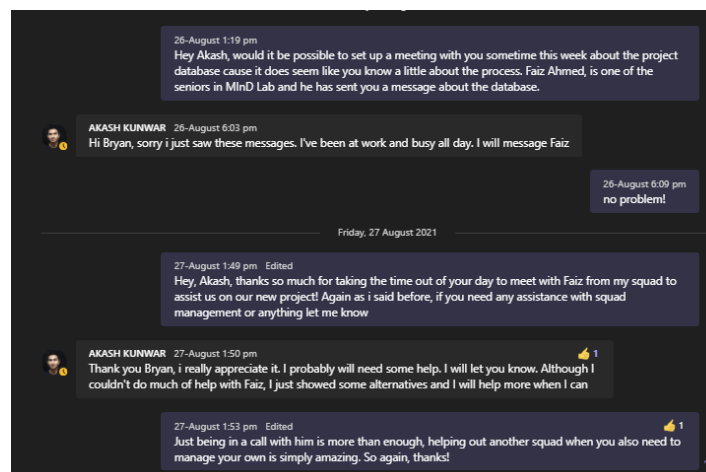 26-August 1:19 pm
Hey Akash, would it be possible to set up a meeting with you sometime this week about the project
database cause it does seem like you know a little about the process. Faiz Ahmed, is one of the
seniors in MInD Lab and he has sent you a message about the database.
AKASH KUNWAR 26-August 6:03 pm
Hi Bryan, sorry i just saw these messages. I've been at work and busy all day. I will message Faiz
26-August 6:09 pm
no problem!
Friday, 27 August 2021
27-August 1:49 pm Edited
Hey, Akash, thanks so much for taking the time out of your day to meet with Faiz from my squad to
assist us on our new project! Again as i said before, if you need any assistance with squad
management or anything let me know
AKASH KUNWAR 27-August 1:50 pm 1
Thank you Bryan, i really appreciate it. I probably will need some help. I will let you know. Although I
couldn't do much of help with Faiz, I just showed some alternatives and I will help more when I can
27-August 1:53 pm Edited 1
Just being in a call with him is more than enough, helping out another squad when you also need to
manage your own is simply amazing. So again, thanks!